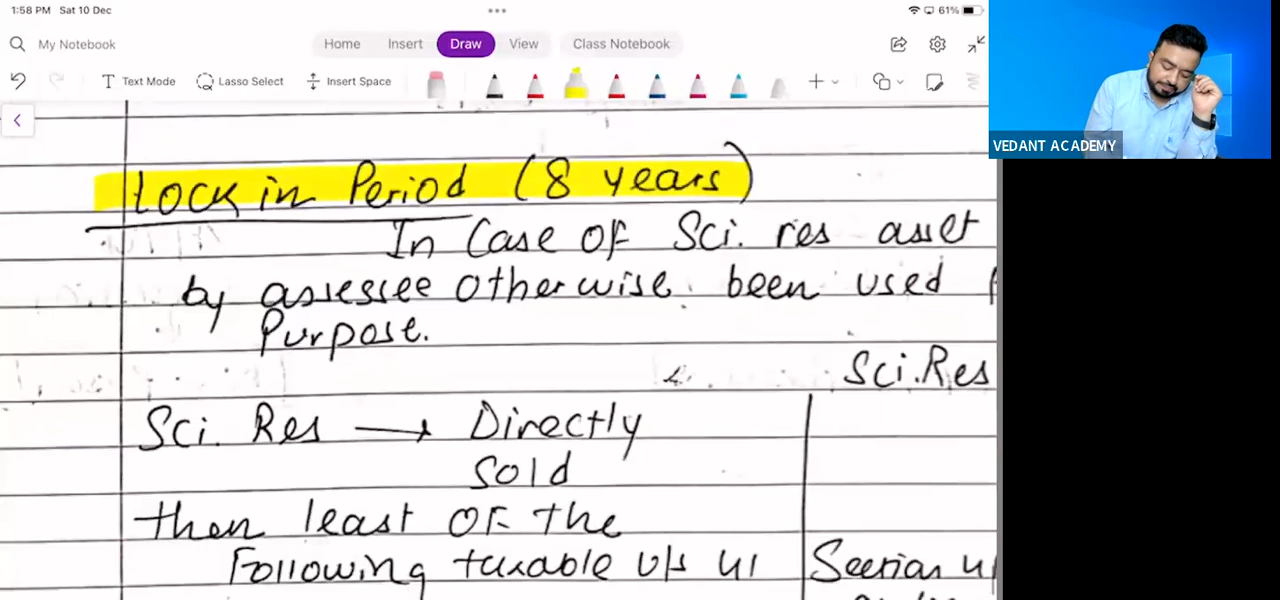 1:58 PM Sat 10 Dec
61%
My Notebook
Home Insert Draw View Class Notebook
Text Mode Lasso Select Insert Space
VEDANT ACADEMY
Lock in Period (8 years)
In Case OF Sci. res asset
by assessee otherwise been used
Purpose.
Sci.Res
Sci. Res → Directly
sold
then least OF the
Following taxable u/s 41